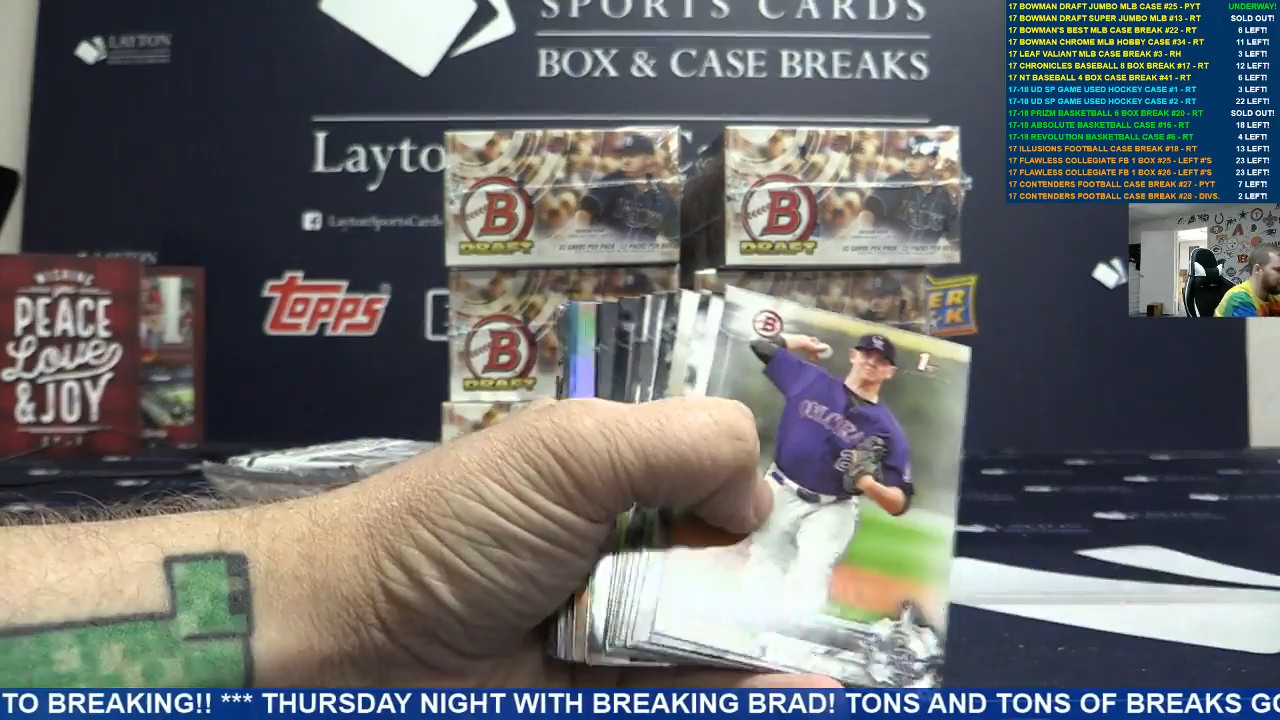 SPORTS CARDS
BOX & CASE BREAKS
LAYTON
Layto
LaytonSportsCard
B
DRAFT
B
DRAFT
B
DRAFT
TOPPS
WISHING
PEACE
Love
& JOY
COLORADO
B
1st
17 BOWMAN DRAFT JUMBO MLB CASE #25 - PYT UNDERWAY!
17 BOWMAN DRAFT SUPER JUMBO MLB #13 - RT SOLD OUT!
17 BOWMAN'S BEST MLB CASE BREAK #22 - RT 6 LEFT!
17 BOWMAN CHROME MLB HOBBY CASE #34 - RT 11 LEFT!
17 LEAF VALIANT MLB CASE BREAK #3 - RH 3 LEFT!
17 CHRONICLES BASEBALL 8 BOX BREAK #17 - RT 12 LEFT!
17 NT BASEBALL 4 BOX CASE BREAK #41 - RT 6 LEFT!
17-18 UD SP GAME USED HOCKEY CASE #1 - RT 3 LEFT!
17-18 UD SP GAME USED HOCKEY CASE #2 - RT 22 LEFT!
17-18 PRIZM BASKETBALL 6 BOX BREAK #20 - RT SOLD OUT!
17-18 ABSOLUTE BASKETBALL CASE #16 - RT 18 LEFT!
17-18 REVOLUTION BASKETBALL CASE #6 - RT 4 LEFT!
17 ILLUSIONS FOOTBALL CASE BREAK #18 - RT 13 LEFT!
17 FLAWLESS COLLEGIATE FB 1 BOX #25 - LEFT #'S 23 LEFT!
17 FLAWLESS COLLEGIATE FB 1 BOX #26 - LEFT #'S 23 LEFT!
17 CONTENDERS FOOTBALL CASE BREAK #27 - PYT 7 LEFT!
17 CONTENDERS FOOTBALL CASE BREAK #28 - DIVS. 2 LEFT!
TO BREAKING!! *** THURSDAY NIGHT WITH BREAKING BRAD! TONS AND TONS OF BREAKS GO